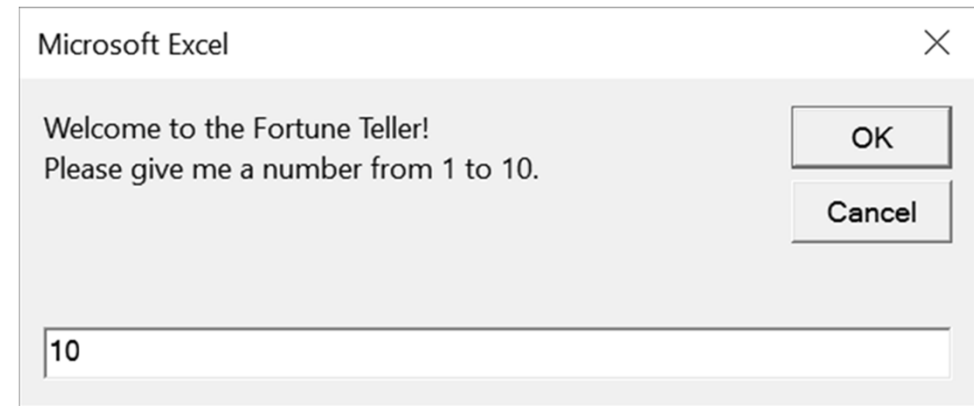 Microsoft Excel
Welcome to the Fortune Teller!
Please give me a number from 1 to 10.
OK
Cancel
10